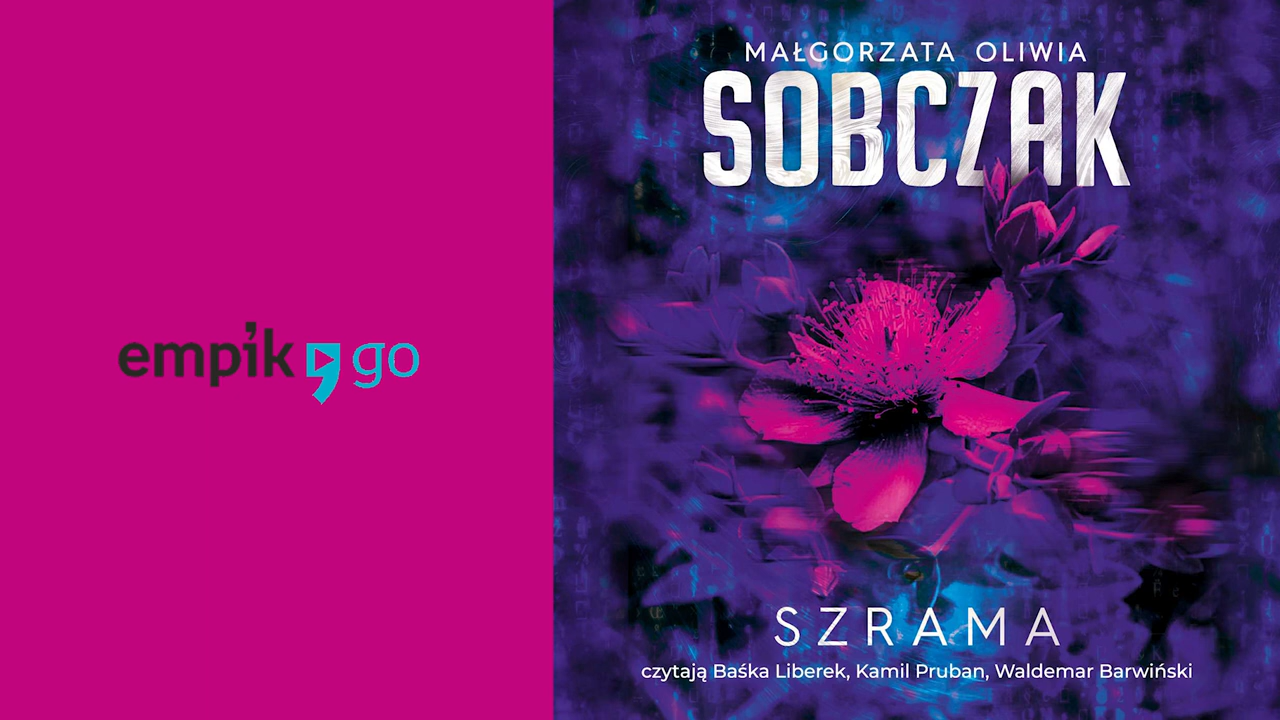 empik go
MAŁGORZATA OLIWIA
SOBCZAK
SZRAMA
czytają Baśka Liberek, Kamil Pruban, Waldemar Barwiński